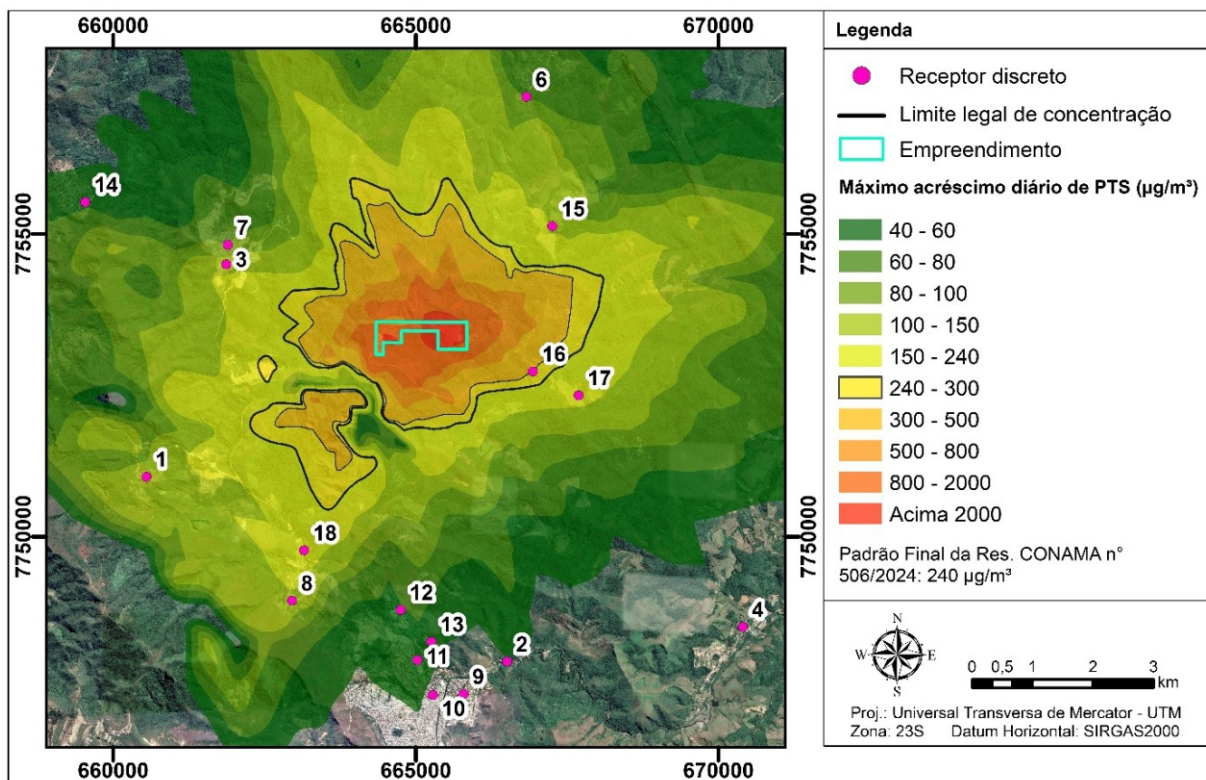 660000 665000 670000
7755000
7750000
7755000
7750000
660000 665000 670000
6
14
15
7
3
16
17
1
18
8
12
13
4
11
2
9
10
Legenda
Receptor discreto
Limite legal de concentração
Empreendimento
Máximo acréscimo diário de PTS (µg/m³)
40 - 60
60 - 80
80 - 100
100 - 150
150 - 240
240 - 300
300 - 500
500 - 800
800 - 2000
Acima 2000
Padrão Final da Res. CONAMA n°
506/2024: 240 µg/m³
N
W E
S
0 0,5 1 2 3
km
Proj.: Universal Transversa de Mercator - UTM
Zona: 23S Datum Horizontal: SIRGAS2000